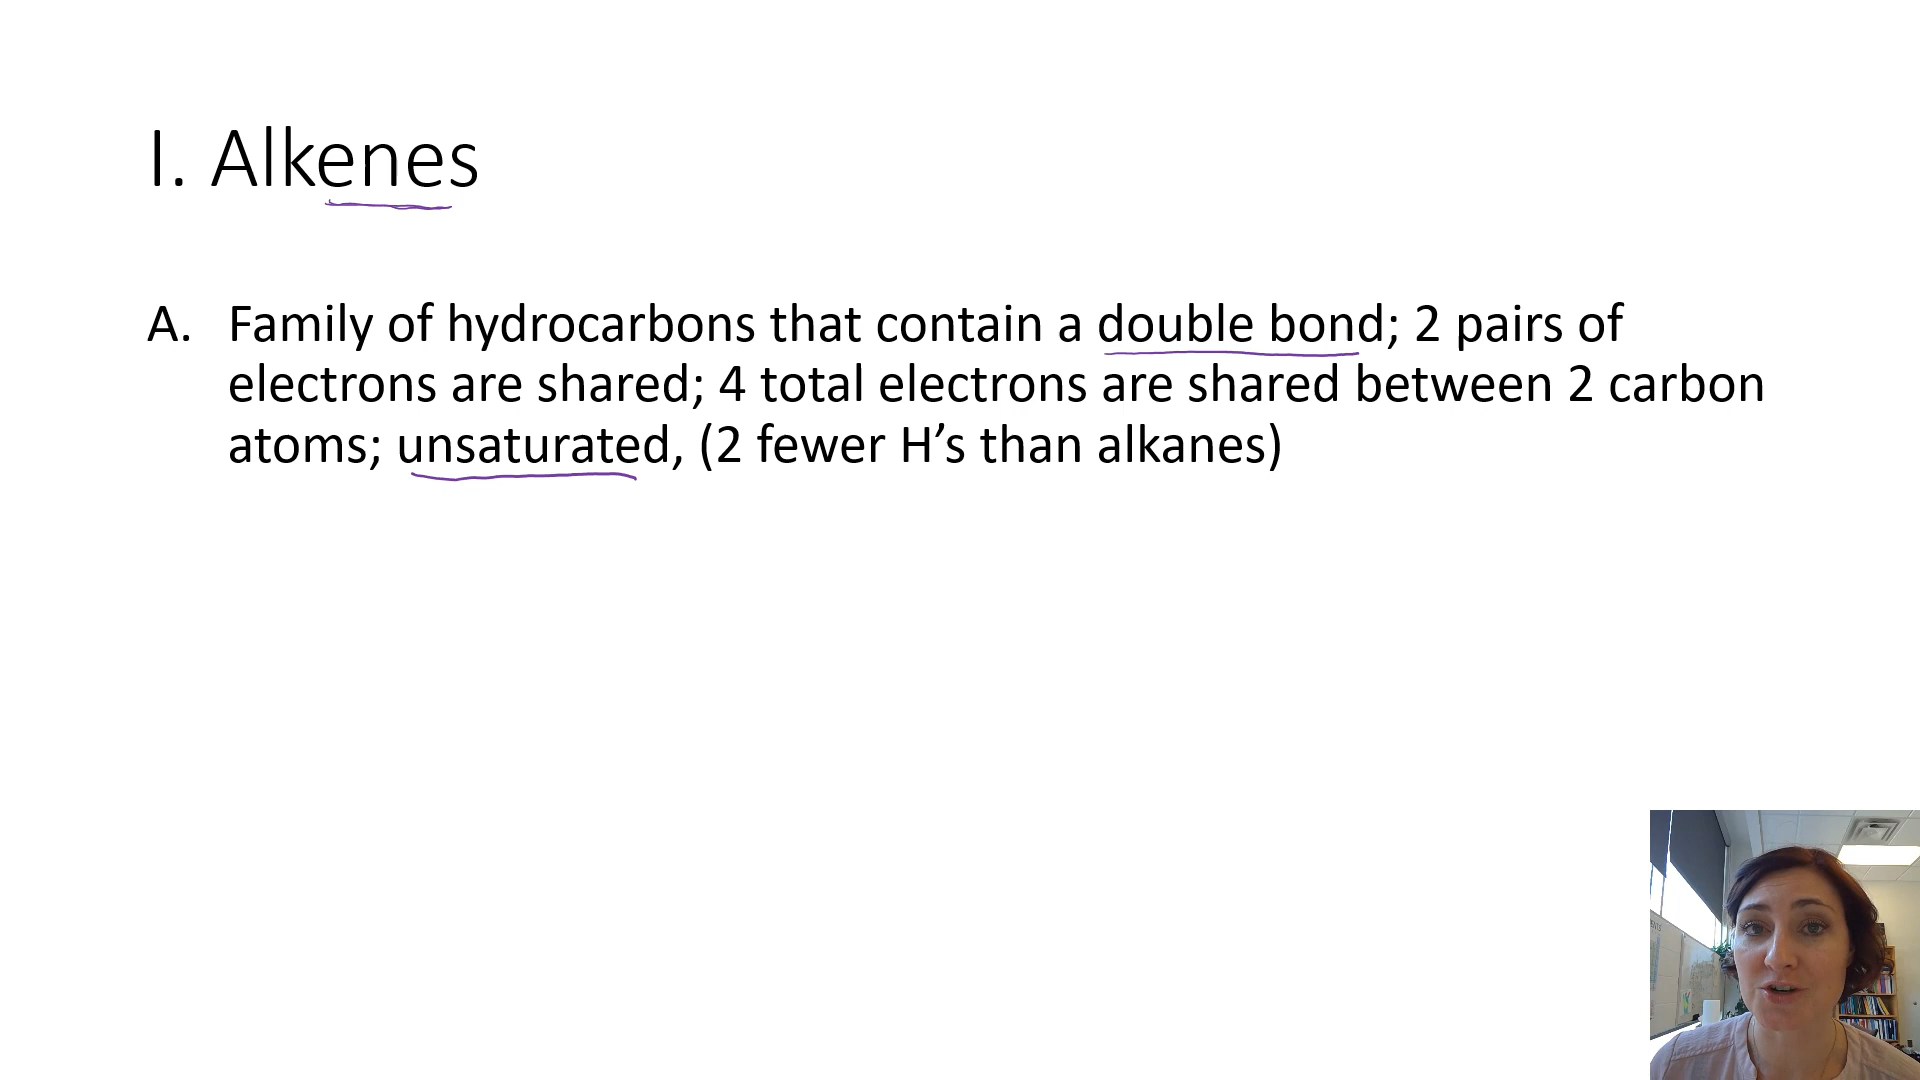 I. Alkenes
A. Family of hydrocarbons that contain a double bond; 2 pairs of
electrons are shared; 4 total electrons are shared between 2 carbon
atoms; unsaturated, (2 fewer H’s than alkanes)